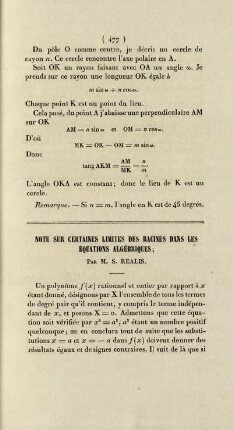 ( 477 )
Du pôle O comme centre, je décris un cercle de
rayon n. Ce cercle rencontre l'axe polaire en A.
Soit OK un rayon faisant avec OA un angle ω. Je
prends sur ce rayon une longueur OK égale à
m sin ω + n cos ω.
Chaque point K est un point du lieu.
Cela posé, du point A j'abaisse une perpendiculaire AM
sur OK
AM = n sin ω et OM = n cos ω.
D'où
MK = OK − OM = m sin ω.
Donc
tang AKM = AM/MK = n/m
L'angle OKA est constant; donc le lieu de K est un
cercle.
Remarque. — Si n = m, l'angle en K est de 45 degrés.
NOTE SUR CERTAINES LIMITES DES RACINES DANS LES
ÉQUATIONS ALGÉBRIQUES;
PAR M. S. REALIS.
Un polynôme f(x) rationnel et entier par rapport à x
étant donné, désignons par X l'ensemble de tous les termes
de degré pair qu'il contient, y compris le terme indépen-
dant de x, et posons X = 0. Admettons que cette équa-
tion soit vérifiée par x² = a², a² étant un nombre positif
quelconque; on en conclura tout de suite que les substi-
tutions x = a et x = − a dans f(x) doivent donner des
résultats égaux et de signes contraires. Il suit de là que si